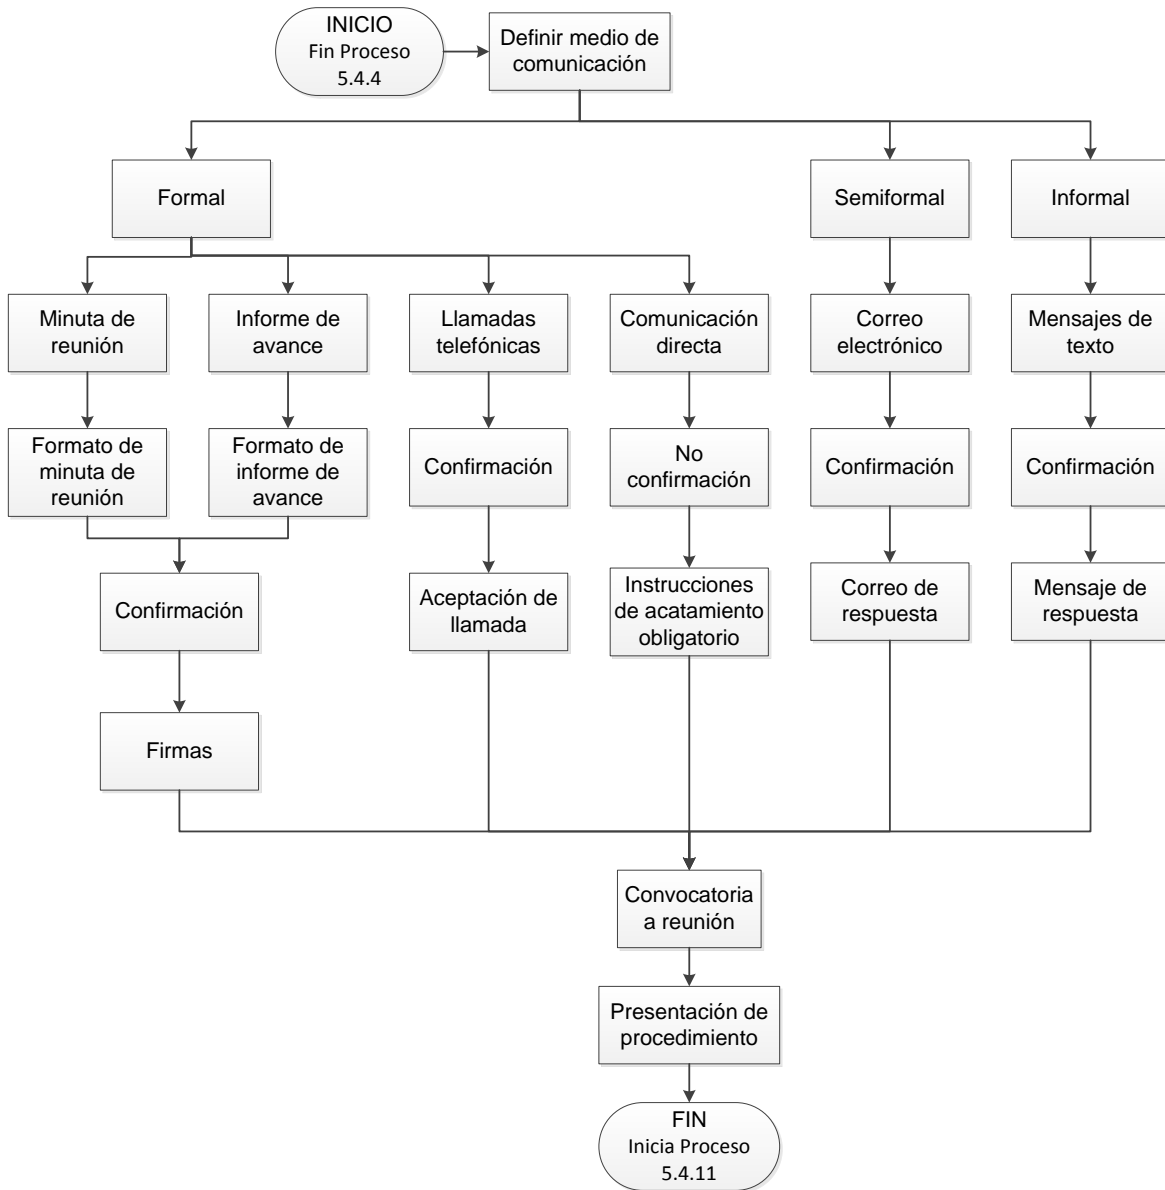 INICIO
Fin Proceso
5.4.4
Definir medio de
comunicación
Formal
Semiformal
Informal
Minuta de
reunión
Informe de
avance
Llamadas
telefónicas
Comunicación
directa
Correo
electrónico
Mensajes de
texto
Formato de
minuta de
reunión
Formato de
informe de
avance
Confirmación
No
confirmación
Confirmación
Confirmación
Confirmación
Aceptación de
llamada
Instrucciones
de acatamiento
obligatorio
Correo de
respuesta
Mensaje de
respuesta
Firmas
Convocatoria
a reunión
Presentación de
procedimiento
FIN
Inicia Proceso
5.4.11